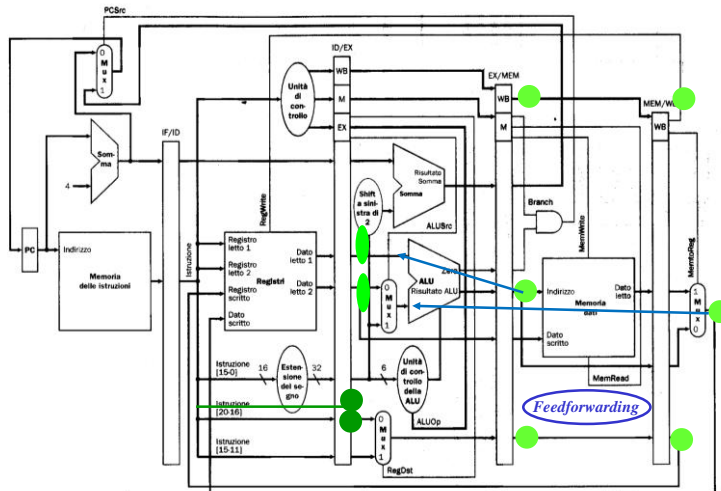 PCSrc
0
M
u
x
1
ID/EX
WB
M
EX
Unità
di con-
trollo
EX/MEM
WB
M
MEM/W
WB
IF/ID
Som-
ma
4
PC
Indirizzo
Memoria
delle istruzioni
Istruzione
RegWrite
Registro
letto 1
Registro
letto 2
Registro
scritto
Dato
scritto
Registri
Dato
letto 1
Dato
letto 2
Shift
a sini-
stra di
2
Risultato
Somma
Somma
ALUSrc
0
M
u
x
1
Zero
ALU
Risultato ALU
Branch
MemWrite
Indirizzo
Dato
letto
Memoria
dati
Dato
scritto
MemRead
MemtoReg
1
M
u
x
0
Istruzione
[15-0]
16
Esten-
sione
del segno
32
6
Unità
di con-
trollo
della
ALU
ALUOp
Istruzione
[20-16]
Istruzione
[15-11]
0
M
u
x
1
RegDst
Feedforwarding